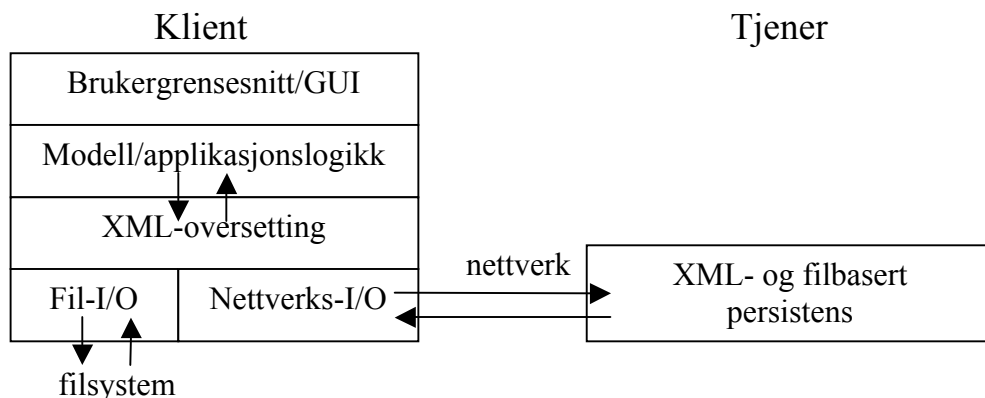 Klient
Tjener
Brukergrensesnitt/GUI
Modell/applikasjonslogikk
XML-oversetting
Fil-I/O
Nettverks-I/O
nettverk
XML- og filbasert
persistens
filsystem